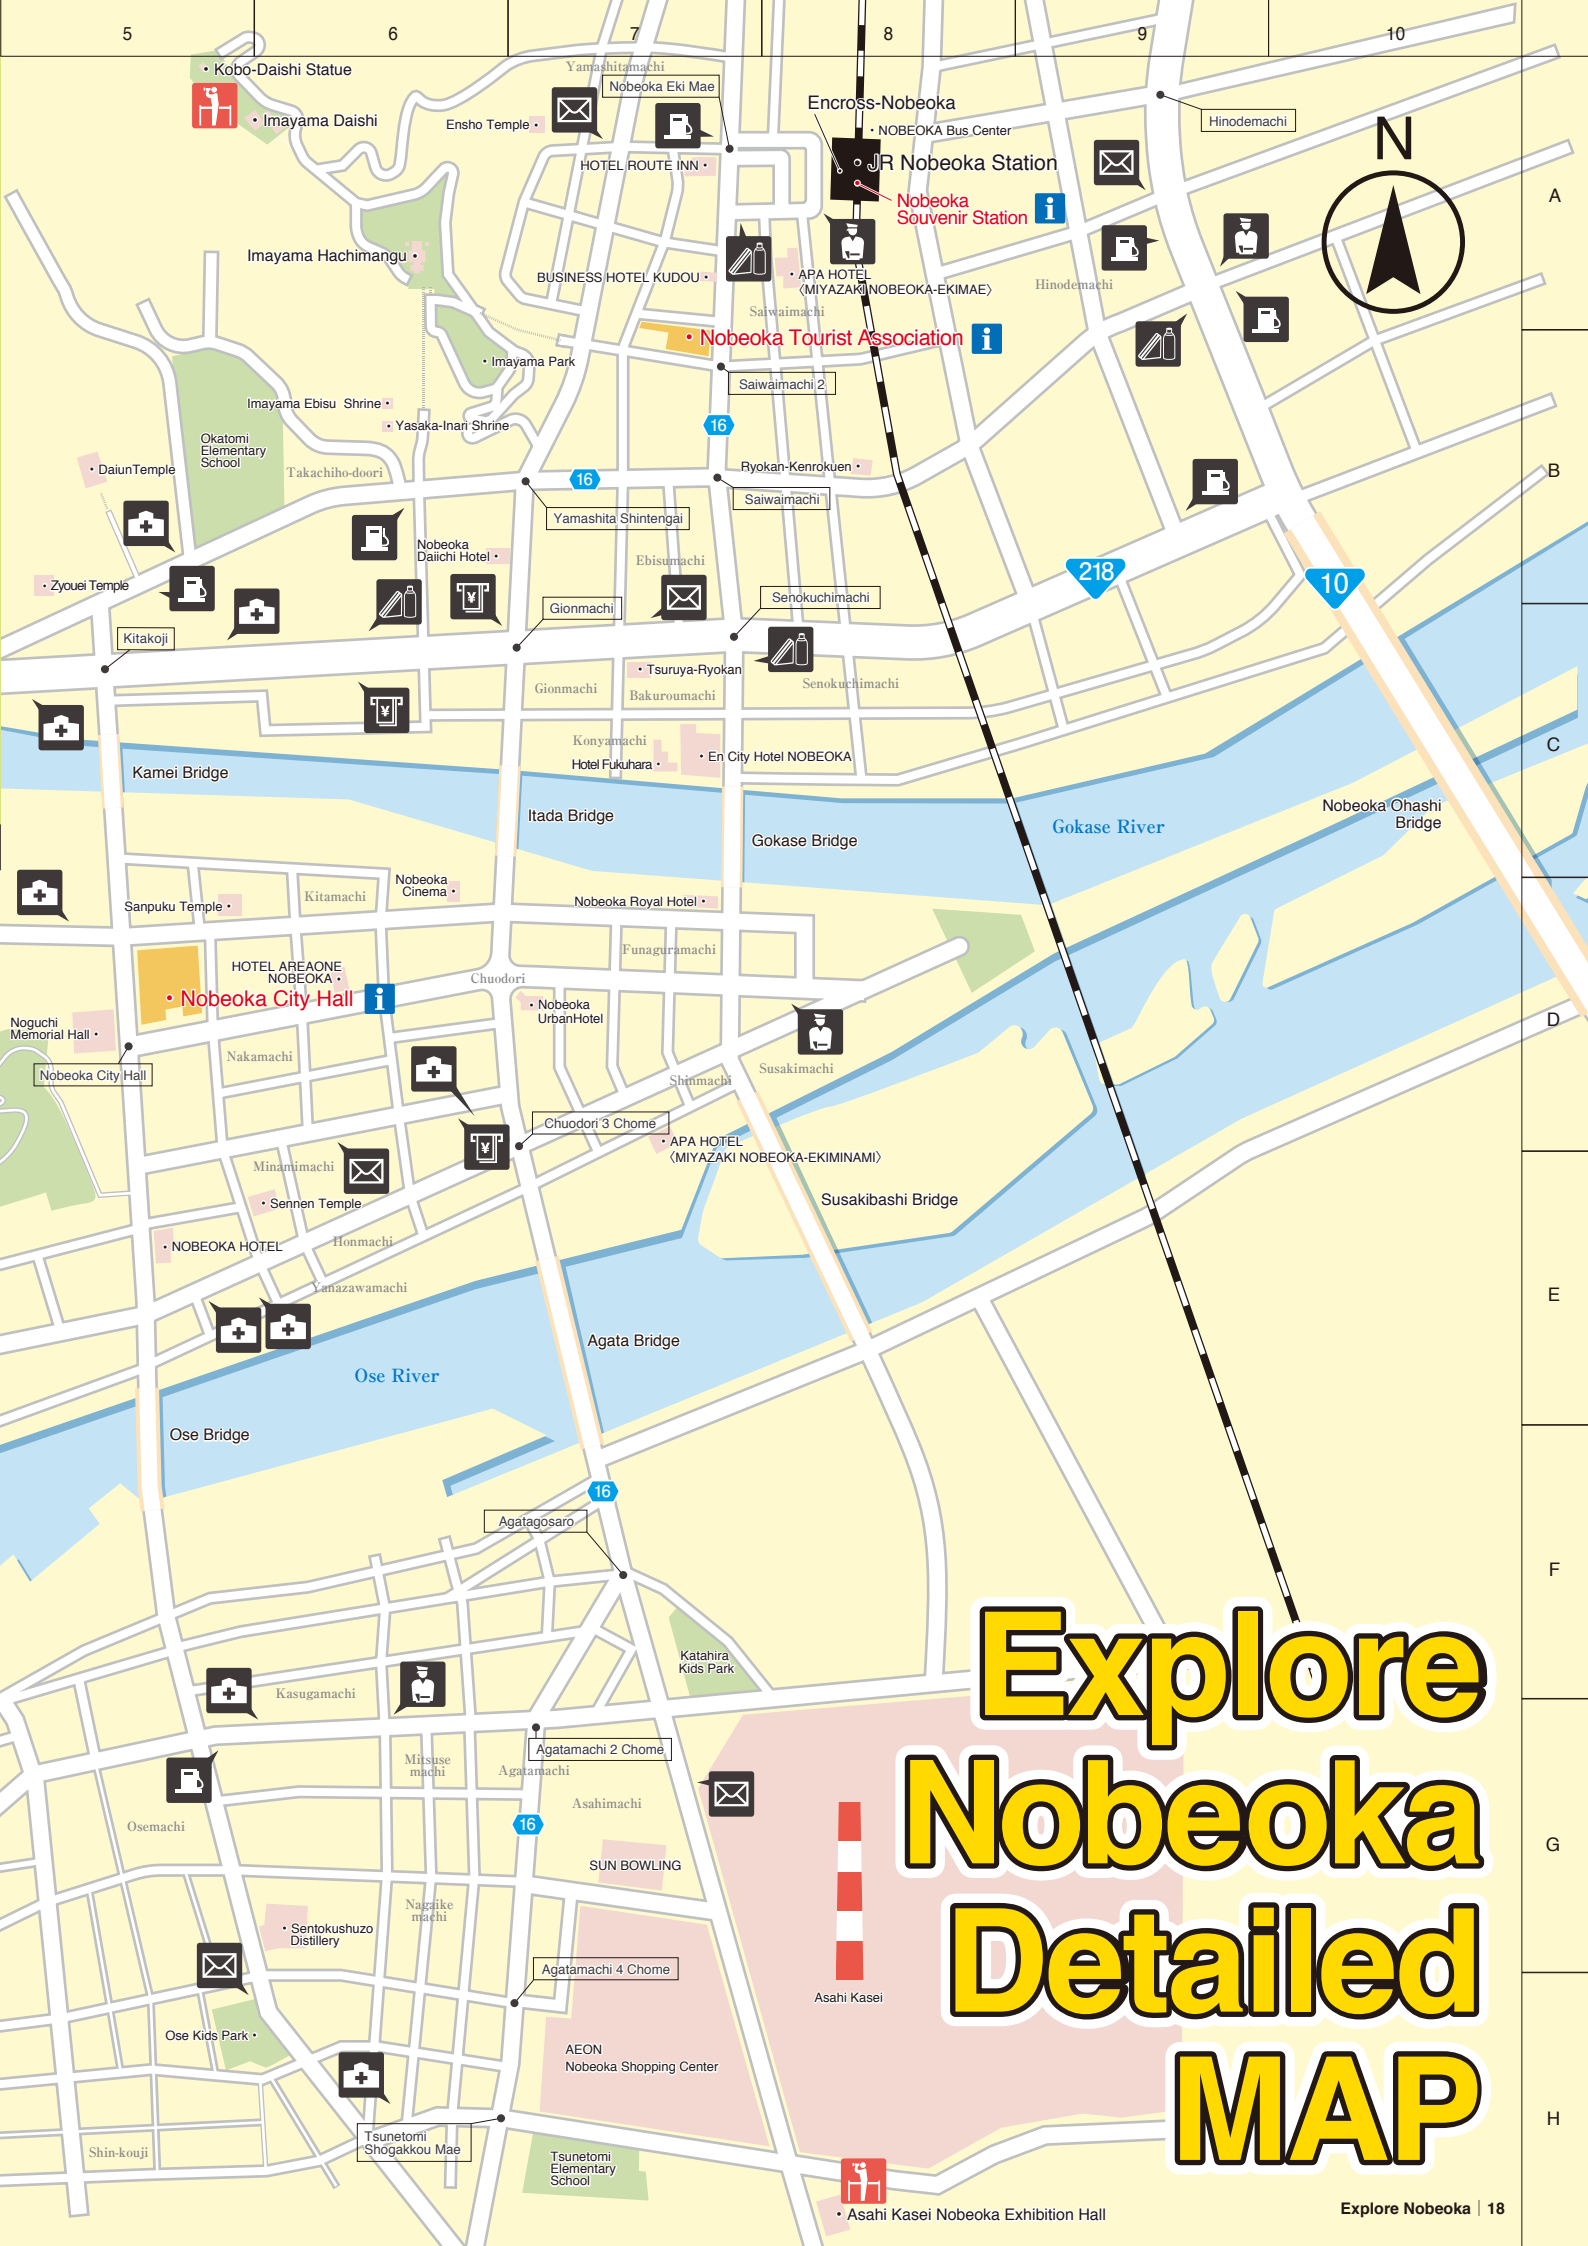 5
6
7
8
9
10
Kobo-Daishi Statue
Imayama Daishi
Yamashitamachi
Nobeoka Eki Mae
Ensho Temple
HOTEL ROUTE INN
Encross-Nobeoka
NOBEOKA Bus Center
JR Nobeoka Station
Nobeoka
Souvenir Station
i
Hinodemachi
N
A
Imayama Hachimangu
BUSINESS HOTEL KUDOU
APA HOTEL
〈MIYAZAKI NOBEOKA-EKIMAE〉
Hinodemachi
Saiwaimachi
Nobeoka Tourist Association
i
Imayama Park
Saiwaimachi 2
Imayama Ebisu Shrine
Yasaka-Inari Shrine
16
Okatomi
Elementary
School
DaiunTemple
Takachiho-doori
16
Ryokan-Kenrokuen
B
Saiwaimachi
Yamashita Shintengai
Nobeoka
Daiichi Hotel
Ebisumachi
218
10
Zyouei Temple
¥
Gionmachi
Senokuchimachi
Kitakoji
Tsuruya-Ryokan
Gionmachi
Bakuroumachi
Senokuchimachi
¥
Konyamachi
Hotel Fukuhara
En City Hotel NOBEOKA
C
Kamei Bridge
Itada Bridge
Gokase Bridge
Gokase River
Nobeoka Ohashi
Bridge
Nobeoka
Cinema
Kitamachi
Sanpuku Temple
Nobeoka Royal Hotel
Funaguramachi
HOTEL AREAONE
NOBEOKA
Chuodori
Nobeoka City Hall
i
Nobeoka
UrbanHotel
Noguchi
Memorial Hall
D
Nakamachi
Nobeoka City Hall
Shinmachi
Susakimachi
Chuodori 3 Chome
¥
APA HOTEL
〈MIYAZAKI NOBEOKA-EKIMINAMI〉
Minamimachi
Sennen Temple
Susakibashi Bridge
NOBEOKA HOTEL
Honmachi
Yanazawamachi
E
Agata Bridge
Ose River
Ose Bridge
16
Agatagosaro
F
Katahira
Kids Park
Kasugamachi
Agatamachi 2 Chome
Mitsuse
machi
Agatamachi
Asahimachi
Osemachi
16
G
SUN BOWLING
Nagaike
machi
Sentokushuzo
Distillery
Agatamachi 4 Chome
Asahi Kasei
Ose Kids Park
AEON
Nobeoka Shopping Center
H
Tsunetomi
Shogakkou Mae
Shin-kouji
Tsunetomi
Elementary
School
Asahi Kasei Nobeoka Exhibition Hall
Explore
Nobeoka
Detailed
MAP
Explore Nobeoka | 18